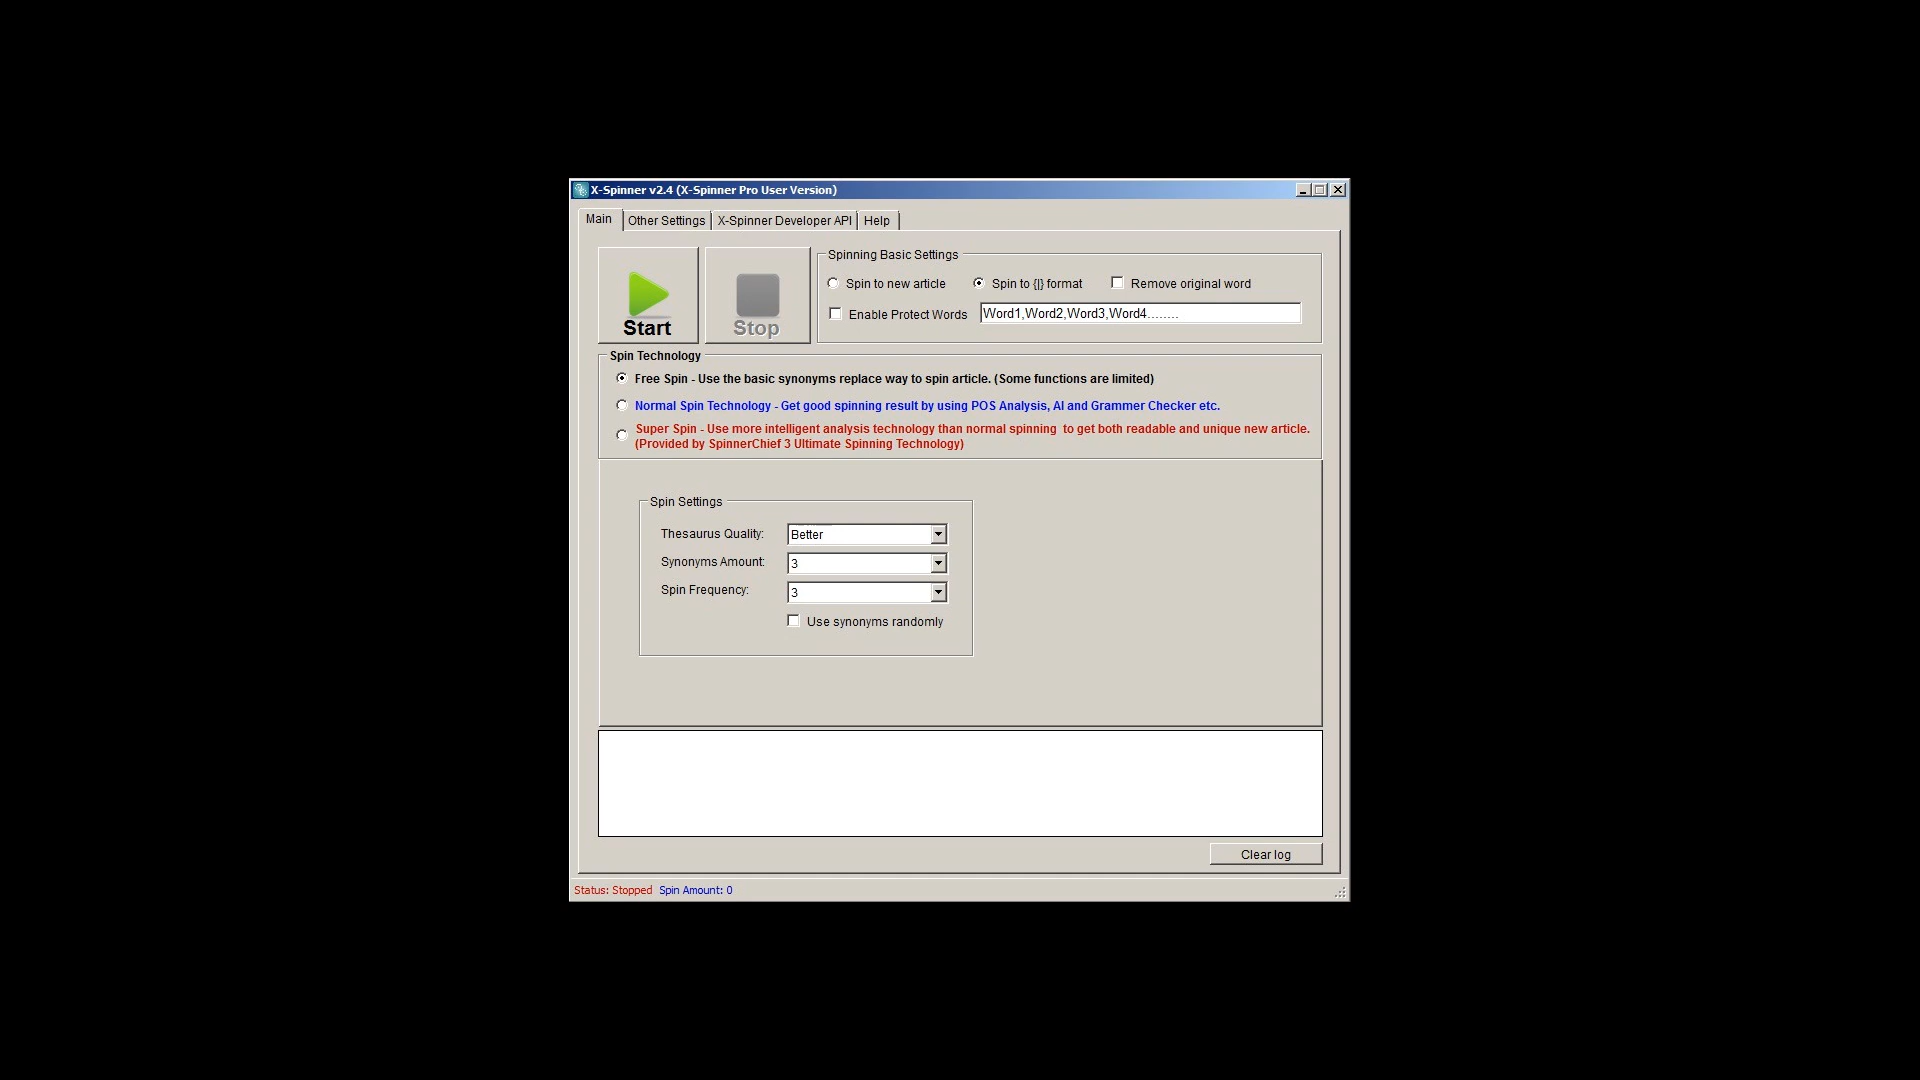 X-Spinner v2.4 (X-Spinner Pro User Version)
Main Other Settings X-Spinner Developer API Help
Start
Stop
Spinning Basic Settings
Spin to new article Spin to {|} format Remove original word
Enable Protect Words Word1,Word2,Word3,Word4........
Spin Technology
Free Spin - Use the basic synonyms replace way to spin article. (Some functions are limited)
Normal Spin Technology - Get good spinning result by using POS Analysis, AI and Grammer Checker etc.
Super Spin - Use more intelligent analysis technology than normal spinning to get both readable and unique new article.
(Provided by SpinnerChief 3 Ultimate Spinning Technology)
Spin Settings
Thesaurus Quality: Better
Synonyms Amount: 3
Spin Frequency: 3
Use synonyms randomly
Clear log
Status: Stopped Spin Amount: 0